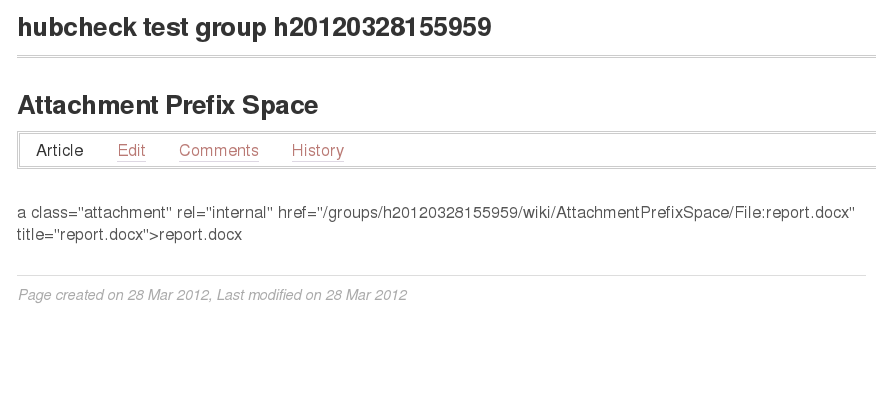 hubcheck test group h20120328155959
Attachment Prefix Space
Article Edit Comments History
a class="attachment" rel="internal" href="/groups/h20120328155959/wiki/AttachmentPrefixSpace/File:report.docx"
title="report.docx">report.docx
Page created on 28 Mar 2012, Last modified on 28 Mar 2012